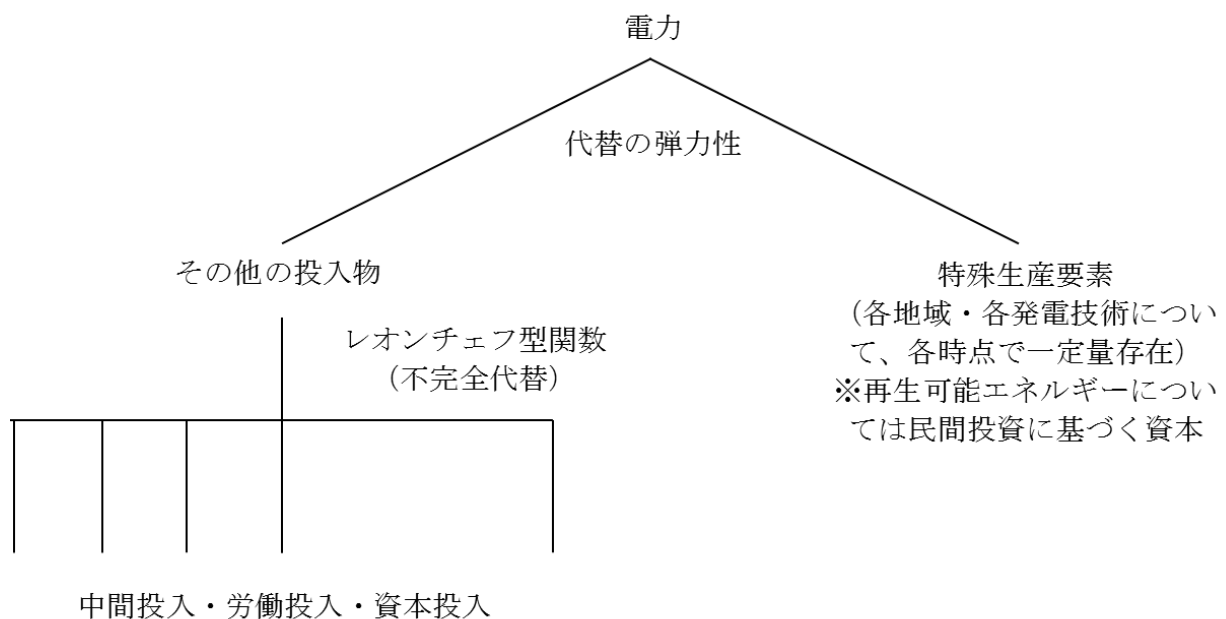 電力
代替の弾力性
その他の投入物
特殊生産要素
（各地域・各発電技術につい
て、各時点で一定量存在）
※再生可能エネルギーについ
ては民間投資に基づく資本
レオンチェフ型関数
（不完全代替）
中間投入・労働投入・資本投入